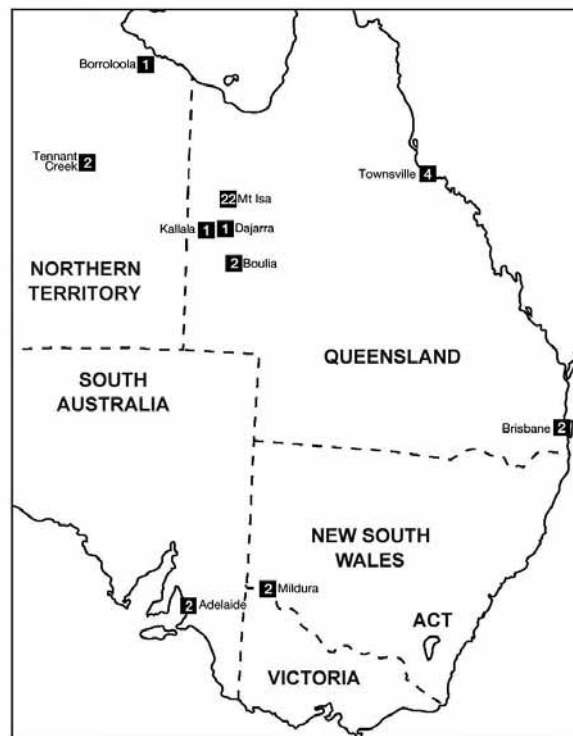 Borroloola 1
Tennant
Creek 2
Townsville 4
22 Mt Isa
Kallala 1 1 Dajarra
2 Boulia
NORTHERN
TERRITORY
QUEENSLAND
SOUTH
AUSTRALIA
Brisbane 2
NEW SOUTH
WALES
2 Mildura
2 Adelaide
ACT
VICTORIA